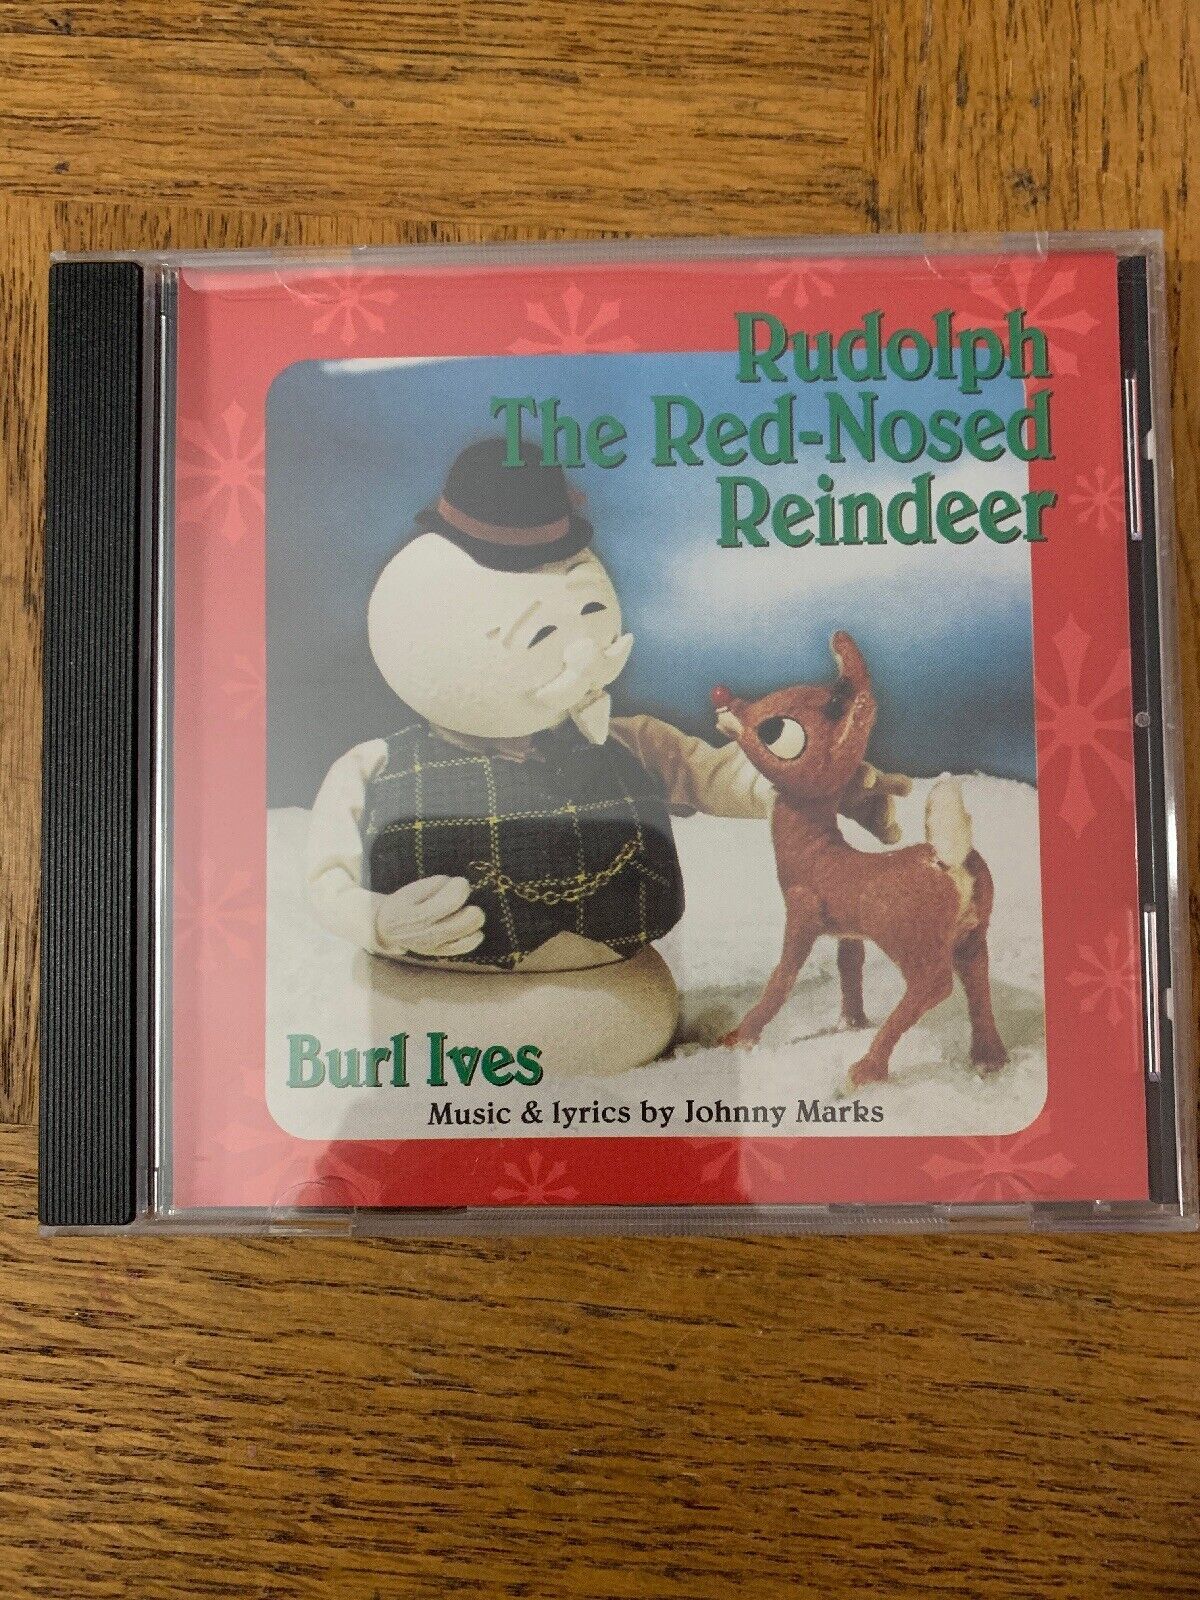 Rudolph
The Red-Nosed
Reindeer
Burl Ives
Music & lyrics by Johnny Marks